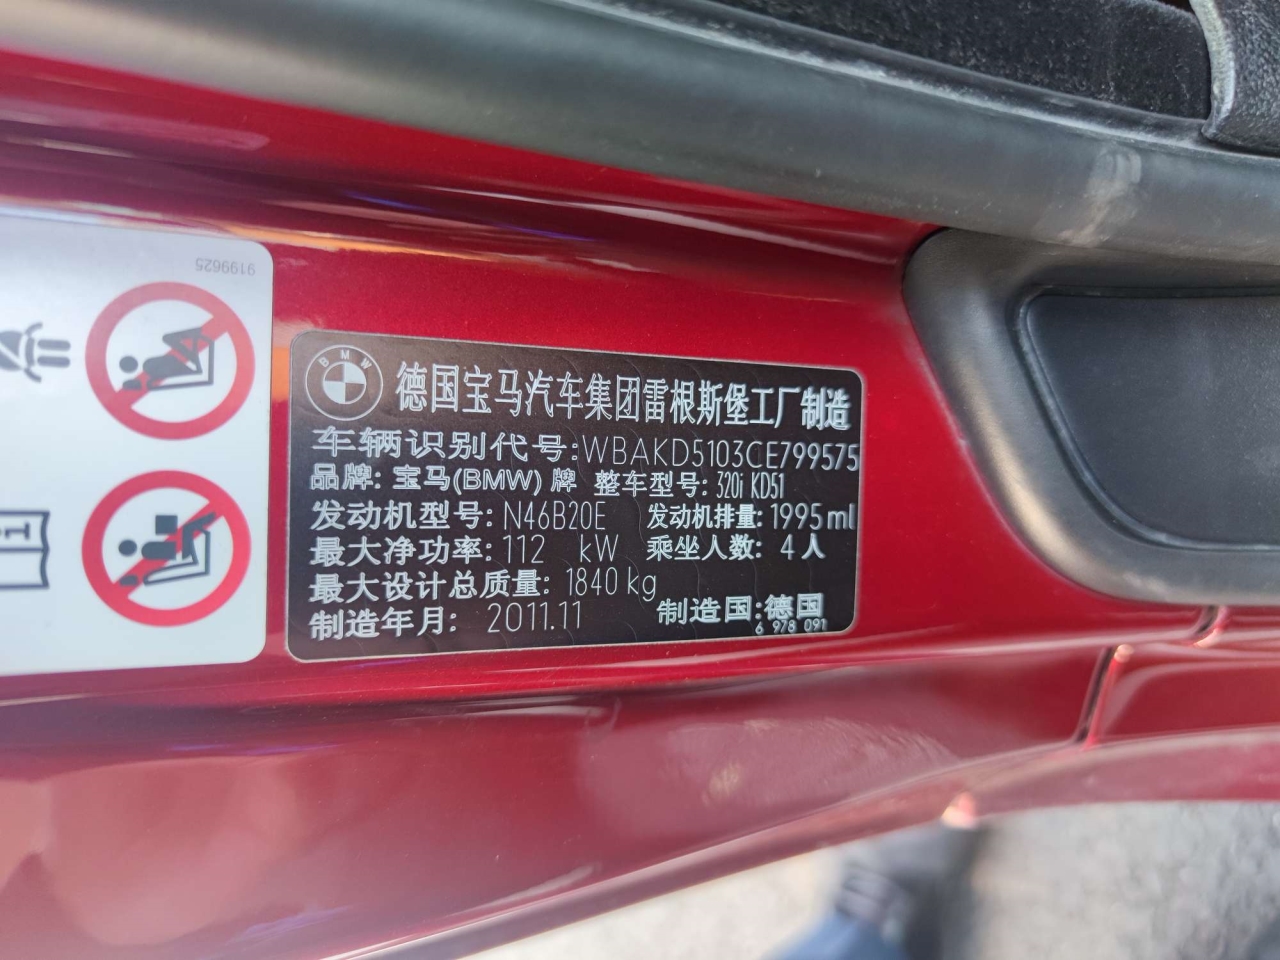 9199625
BMW
德国宝马汽车集团雷根斯堡工厂制造
车辆识别代号:WBAKD5103CE799575
品牌: 宝马(BMW) 牌 整车型号: 320i KD51
发动机型号: N46B20E 发动机排量: 1995ml
最大净功率: 112 kW 乘坐人数: 4人
最大设计总质量: 1840 kg
制造年月: 2011.11 制造国:德国
6 978 091